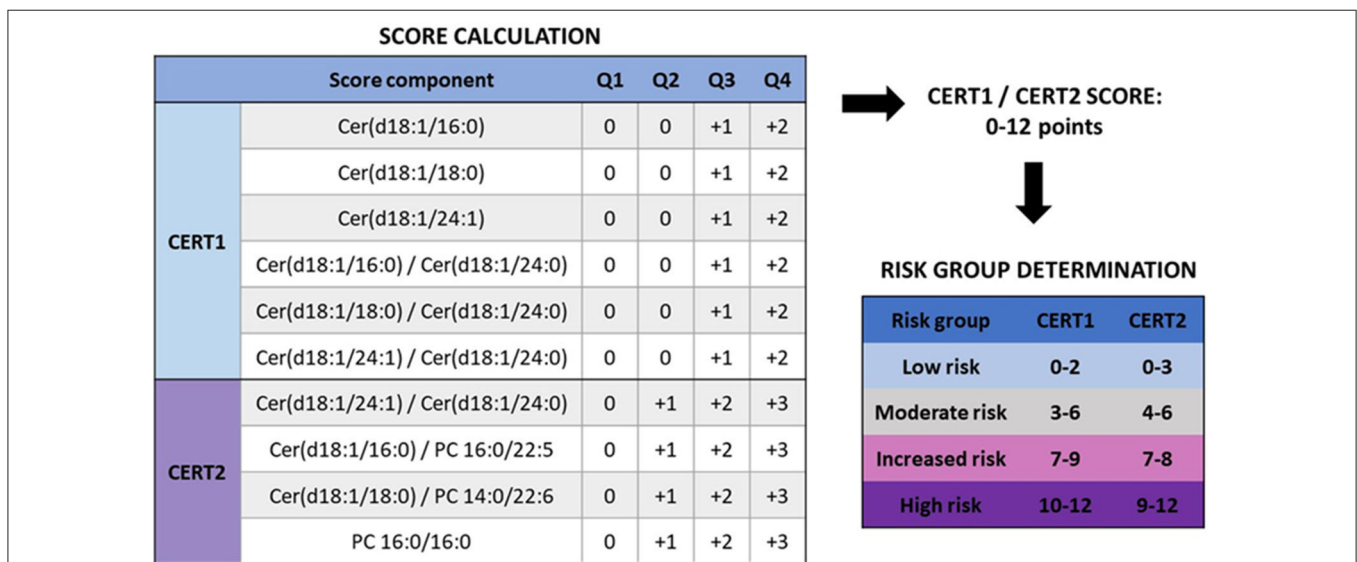 SCORE CALCULATION
Score component Q1 Q2 Q3 Q4
CERT1
Cer(d18:1/16:0) 0 0 +1 +2
Cer(d18:1/18:0) 0 0 +1 +2
Cer(d18:1/24:1) 0 0 +1 +2
Cer(d18:1/16:0) / Cer(d18:1/24:0) 0 0 +1 +2
Cer(d18:1/18:0) / Cer(d18:1/24:0) 0 0 +1 +2
Cer(d18:1/24:1) / Cer(d18:1/24:0) 0 0 +1 +2
CERT2
Cer(d18:1/24:1) / Cer(d18:1/24:0) 0 +1 +2 +3
Cer(d18:1/16:0) / PC 16:0/22:5 0 +1 +2 +3
Cer(d18:1/18:0) / PC 14:0/22:6 0 +1 +2 +3
PC 16:0/16:0 0 +1 +2 +3
CERT1 / CERT2 SCORE:
0-12 points
RISK GROUP DETERMINATION
Risk group CERT1 CERT2
Low risk 0-2 0-3
Moderate risk 3-6 4-6
Increased risk 7-9 7-8
High risk 10-12 9-12